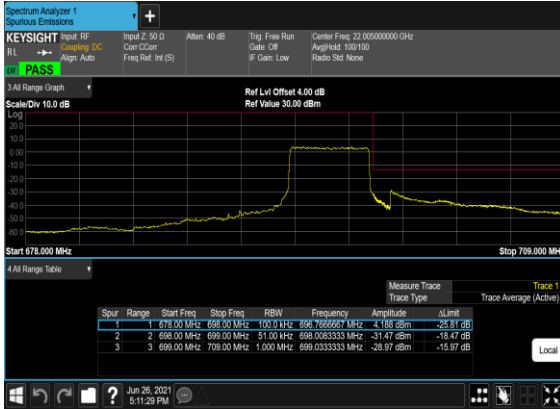 Spectrum Analyzer 1
Spurious Emissions
+
KEYSIGHT Input: RF Input Z: 50 Ω Atten: 40 dB Trig: Free Run Center Freq: 22.005000000 GHz
RL Coupling: DC Corr CCorr Gate: Off Avg|Hold: 100/100
Align: Auto Freq Ref: Int (S) IF Gain: Low Radio Std: None
PASS
3 All Range Graph Ref Lvl Offset 4.00 dB
Scale/Div 10.0 dB Ref Value 30.00 dBm
Log
20.0
10.0
0.00
-10.0
-20.0
-30.0
-40.0
-50.0
-60.0
Start 678.000 MHz Stop 709.000 MH
4 All Range Table
Measure Trace Trace 1
Trace Type Trace Average (Active)
Spur Range Start Freq Stop Freq RBW Frequency Amplitude ΔLimit
1 1 678.00 MHz 698.00 MHz 100.0 kHz 696.7666667 MHz 4.188 dBm -25.81 dB
2 2 698.00 MHz 699.00 MHz 51.00 kHz 698.0083333 MHz -31.47 dBm -18.47 dB
3 3 699.00 MHz 709.00 MHz 1.000 MHz 699.0333333 MHz -28.97 dBm -15.97 dB
Local
? Jun 26, 2021
5:11:29 PM